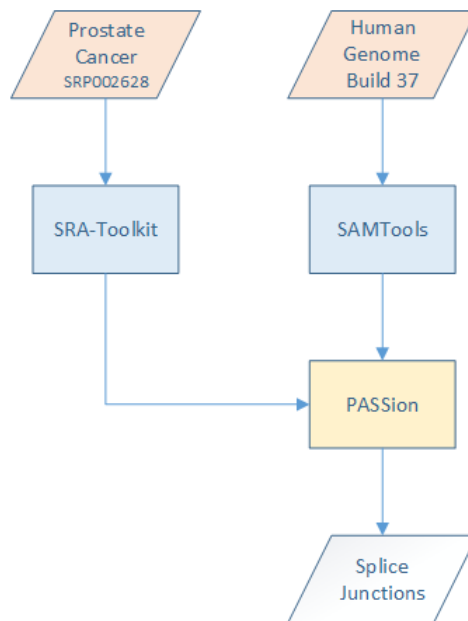 Prostate
Cancer
SRP002628
Human
Genome
Build 37
SRA-Toolkit
SAMTools
PASSion
Splice
Junctions